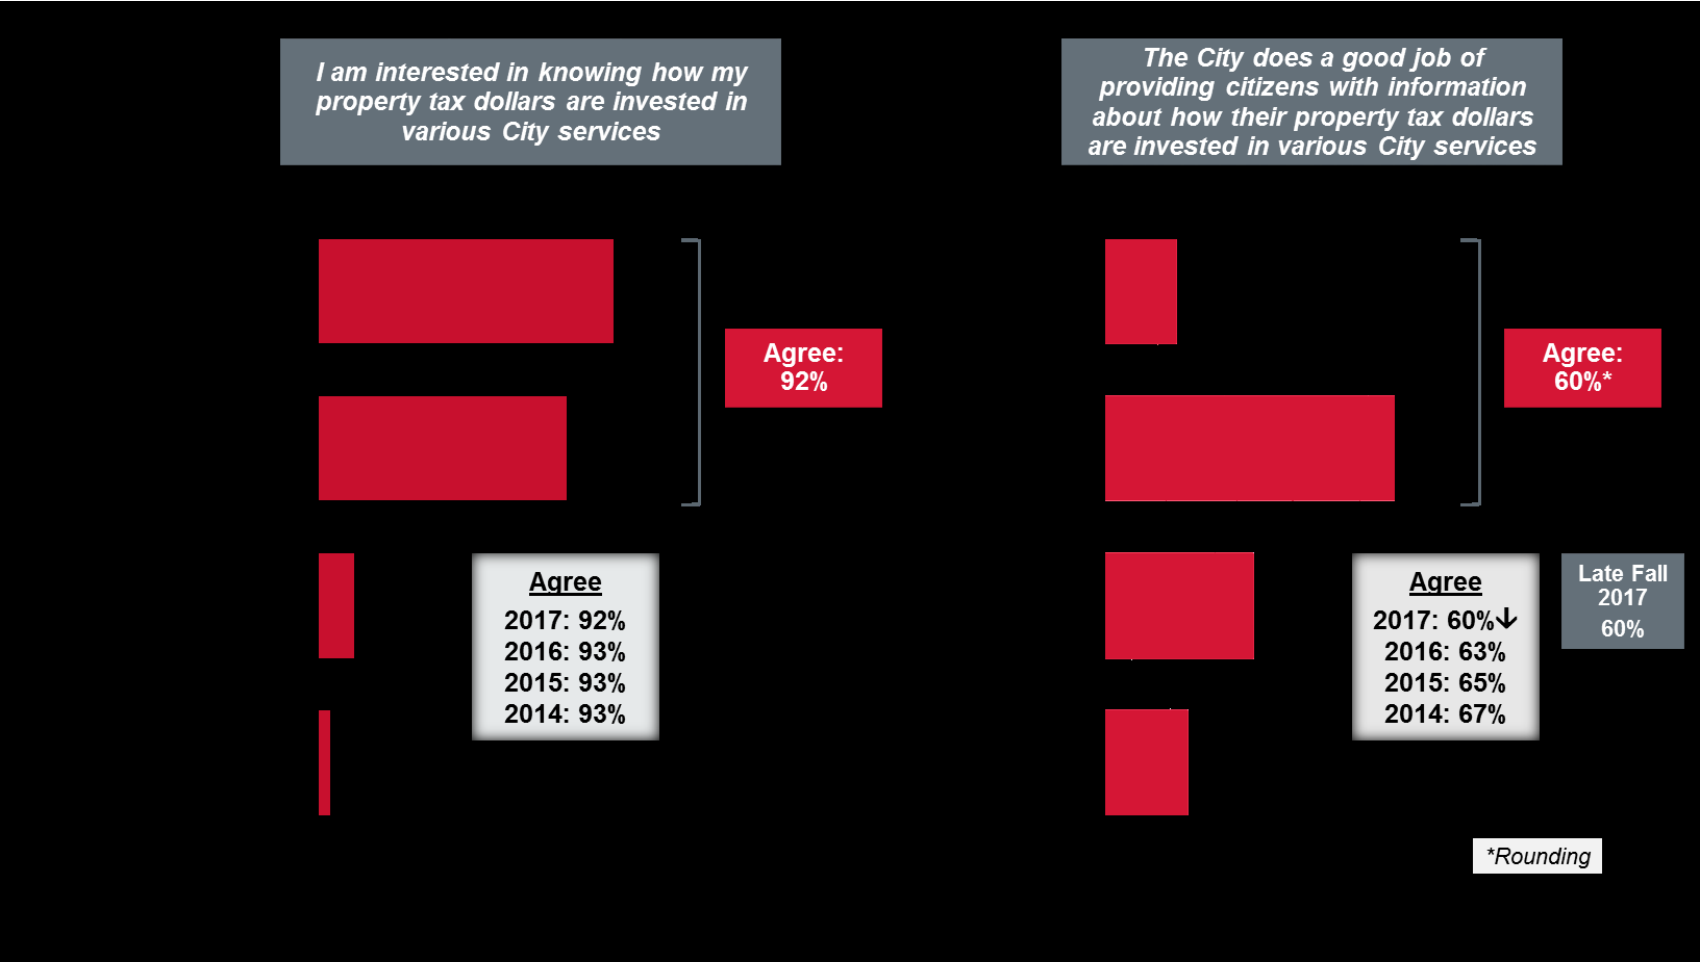 I am interested in knowing how my
property tax dollars are invested in
various City services
The City does a good job of
providing citizens with information
about how their property tax dollars
are invested in various City services
Agree:
92%
Agree:
60%*
Agree
2017: 92%
2016: 93%
2015: 93%
2014: 93%
Agree
2017: 60%↓
2016: 63%
2015: 65%
2014: 67%
Late Fall
2017
60%
*Rounding